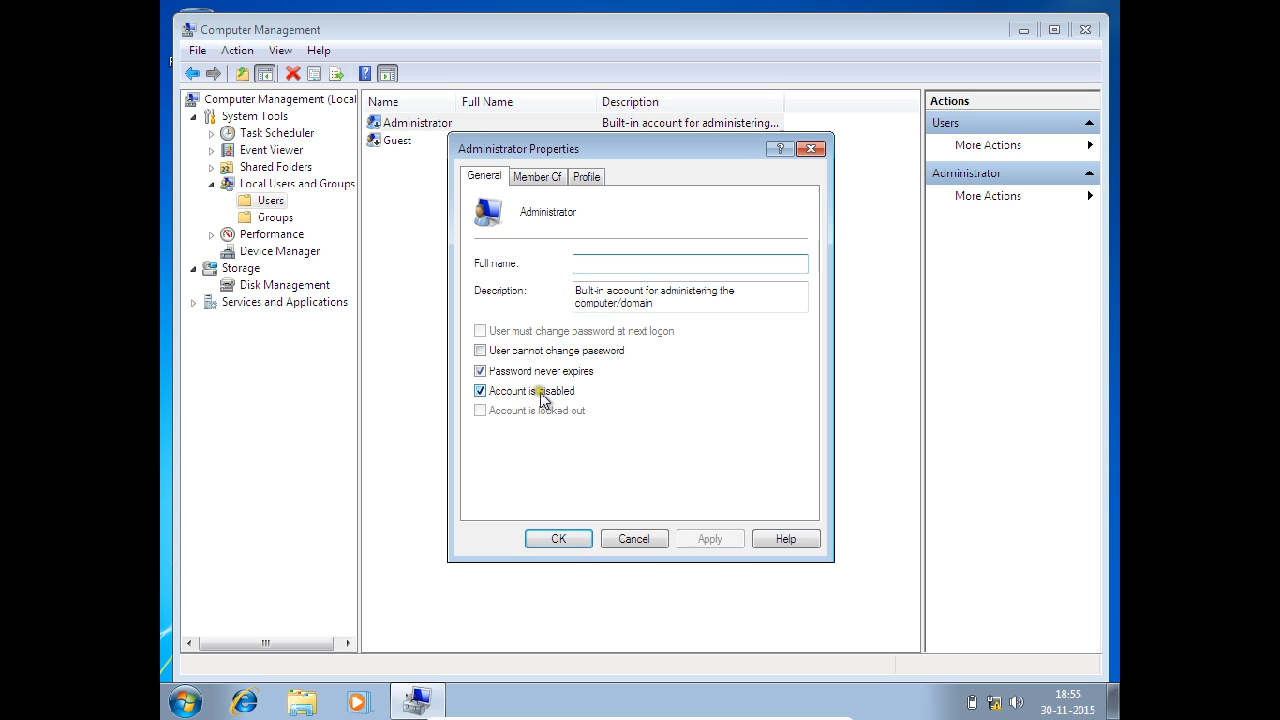 Computer Management
File Action View Help
Computer Management (Local
System Tools
Task Scheduler
Event Viewer
Shared Folders
Local Users and Groups
Users
Groups
Performance
Device Manager
Storage
Disk Management
Services and Applications
Name Full Name Description
Administrator Built-in account for administering...
Guest
Actions
Users
More Actions
Administrator
More Actions
Administrator Properties
General Member Of Profile
Administrator
Full name:
Description: Built-in account for administering the
computer/domain
User must change password at next logon
User cannot change password
Password never expires
Account is disabled
Account is locked out
OK Cancel Apply Help
18:55
30-11-2015